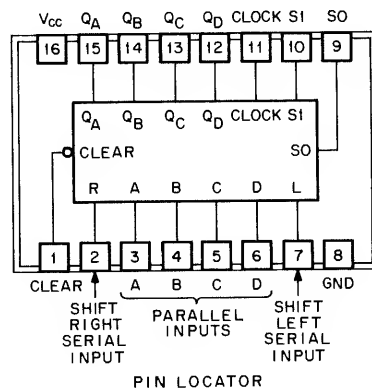 VCC QA QB QC QD CLOCK S1 SO
16 15 14 13 12 11 10 9
QA QB QC QD CLOCK S1
CLEAR SO
R A B C D L
1 2 3 4 5 6 7 8
CLEAR A B C D GND
SHIFT RIGHT SERIAL INPUT
PARALLEL INPUTS
SHIFT LEFT SERIAL INPUT
PIN LOCATOR